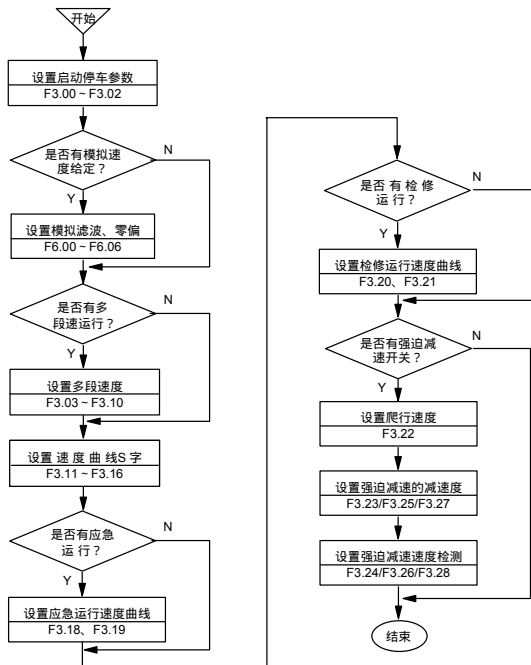 开始
设置启动停车参数
F3.00 ~ F3.02
是否有模拟速
度给定？
N
Y
设置模拟滤波、零偏
F6.00 ~ F6.06
是否有多
段速运行？
N
Y
设置多段速度
F3.03 ~ F3.10
设置 速 度 曲 线S 字
F3.11 ~ F3.16
是否有应急
运 行？
N
Y
设置应急运行速度曲线
F3.18、F3.19
是否 有 检 修
运 行？
N
Y
设置检修运行速度曲线
F3.20、F3.21
是否有强迫减
速开关？
N
Y
设置爬行速度
F3.22
设置强迫减速的减速度
F3.23/F3.25/F3.27
设置强迫减速速度检测
F3.24/F3.26/F3.28
结束